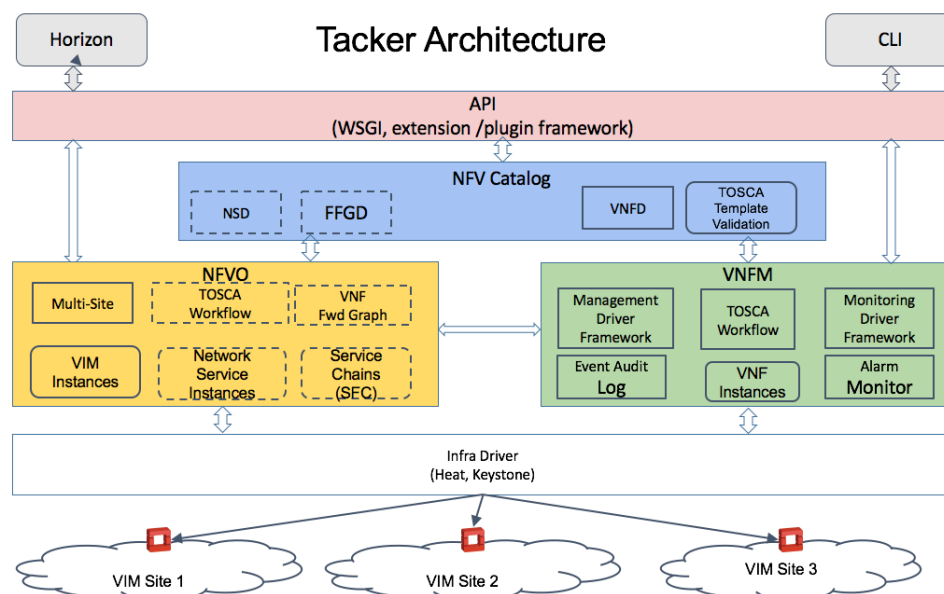 Horizon
Tacker Architecture
CLI
API
(WSGI, extension /plugin framework)
NFV Catalog
NSD
FFGD
VNFD
TOSCA
Template
Validation
NFVO
Multi-Site
TOSCA
Workflow
VNF
Fwd Graph
VIM
Instances
Network
Service
Instances
Service
Chains
(SFC)
VNFM
Management
Driver
Framework
TOSCA
Workflow
Monitoring
Driver
Framework
Event Audit
Log
VNF
Instances
Alarm
Monitor
Infra Driver
(Heat, Keystone)
VIM Site 1
VIM Site 2
VIM Site 3